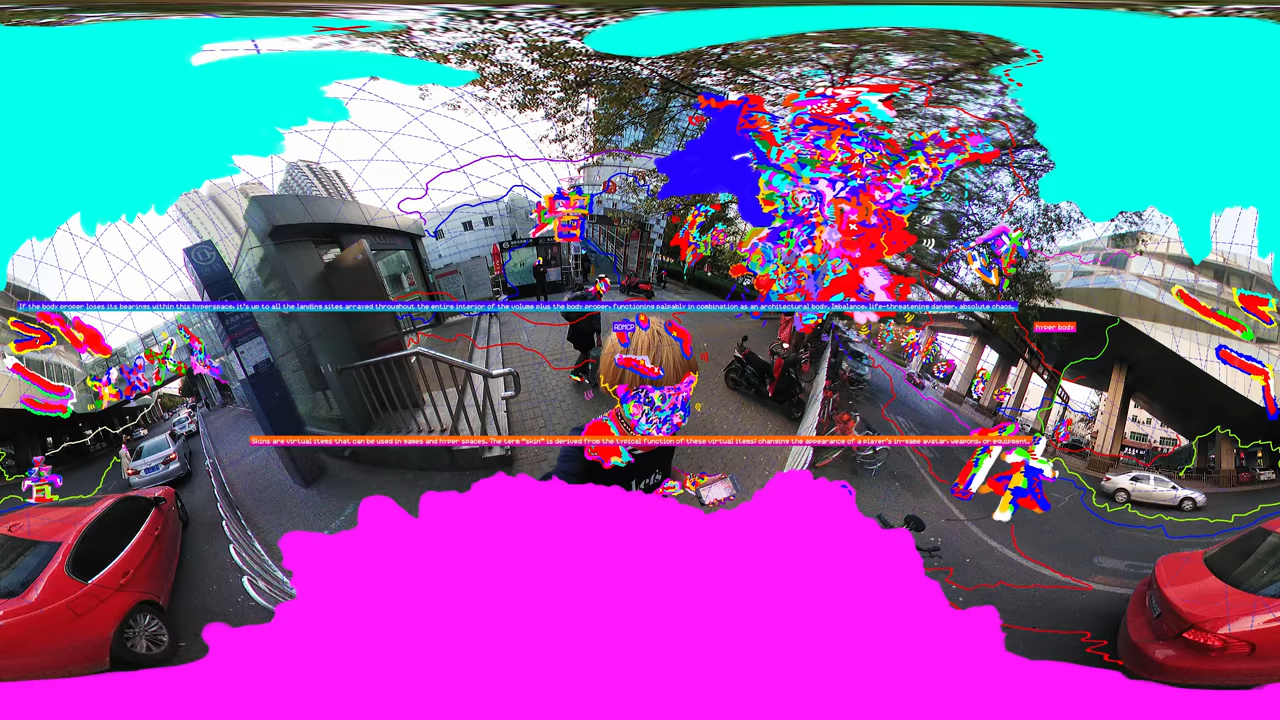 If the body proper loses its bearings within this hyperspace, it's up to all the landing sites arrayed throughout the entire interior of the volume plus the body proper, functioning palpably in combination as an architectural body. Imbalance, life-threatening danger, absolute chaos.
ADMCP
hyper body
Skins are virtual itees that can be used in games and hyper spaces. The term "skin" is derived from the typical function of these virtual items: changing the appearance of a player's in-same avatar, weapons, or equipment.